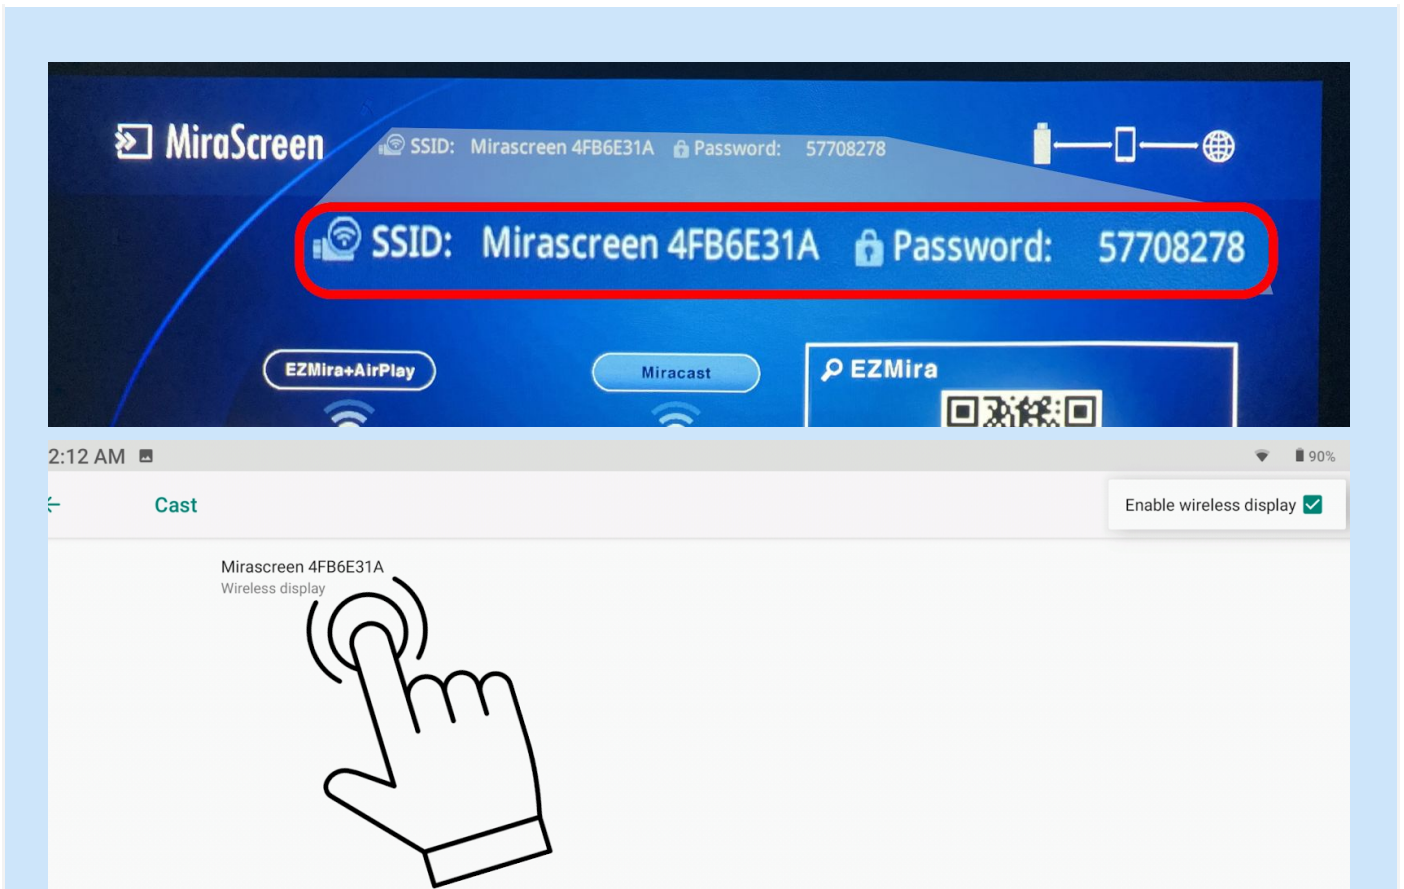 MiraScreen
SSID: Mirascreen 4FB6E31A Password: 57708278
SSID: Mirascreen 4FB6E31A Password: 57708278
EZMira+AirPlay
Miracast
EZMira
2:12 AM
90%
Cast
Enable wireless display
Mirascreen 4FB6E31A
Wireless display